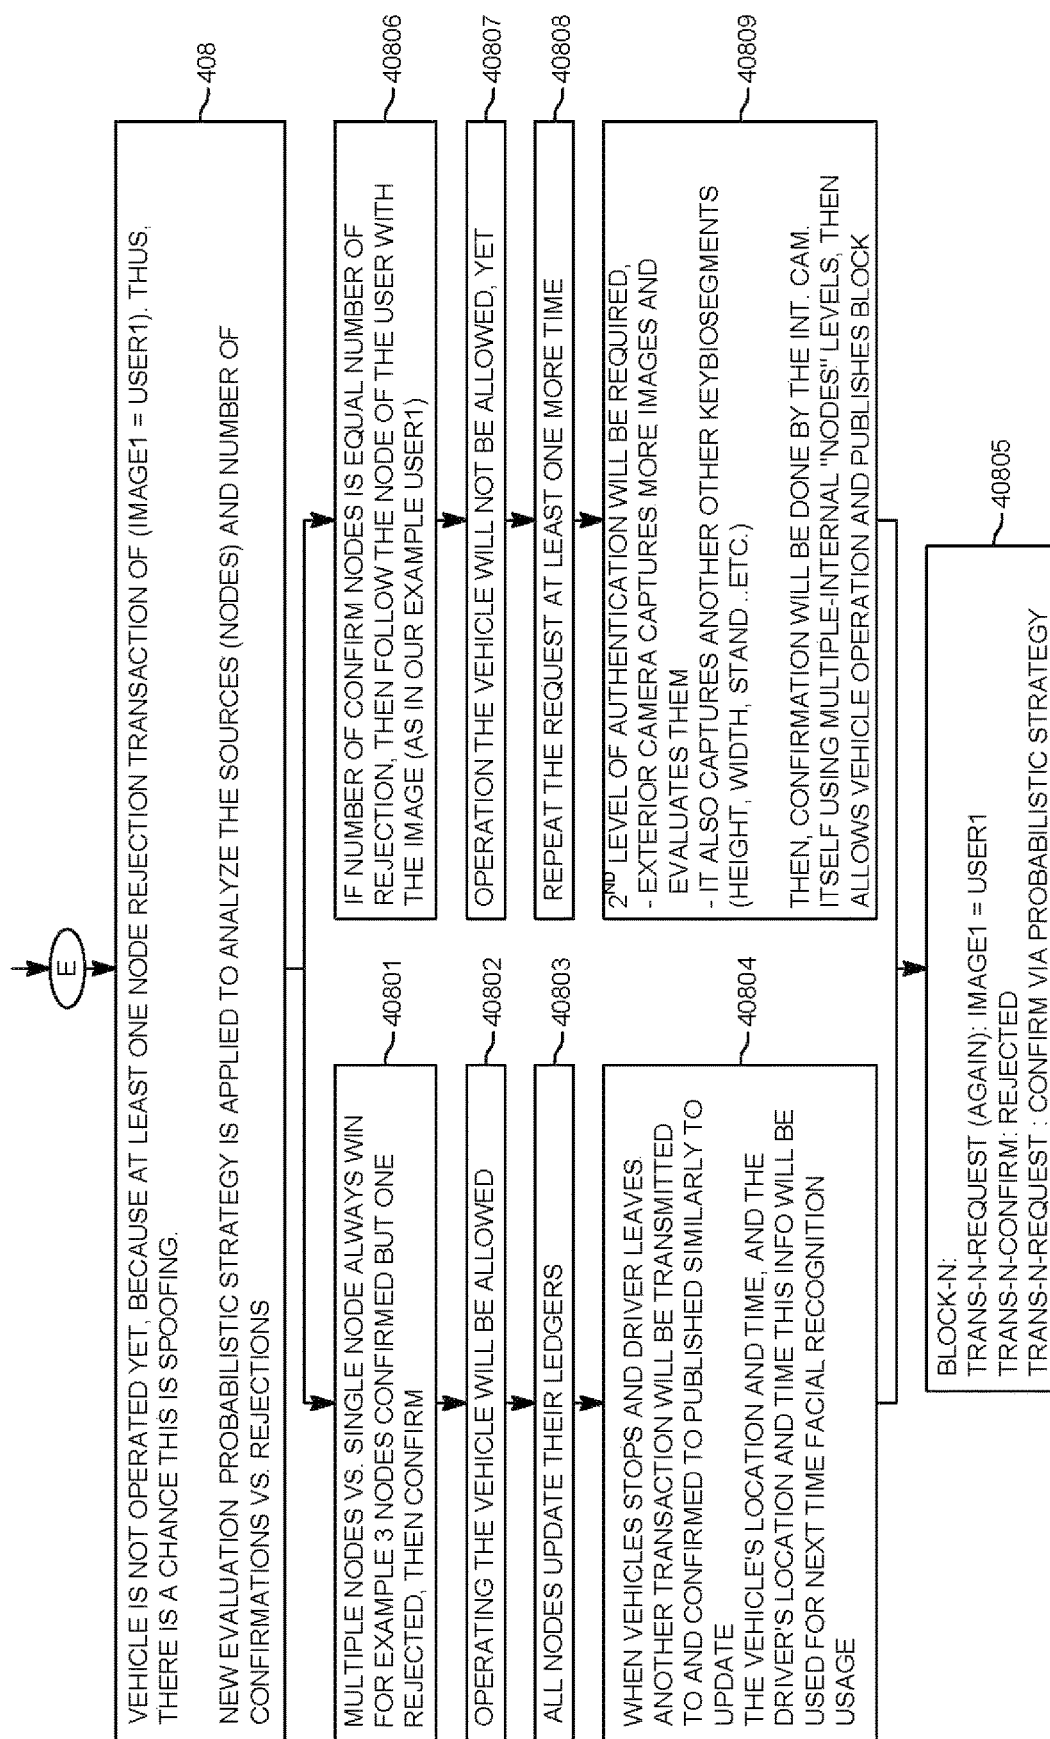 E
VEHICLE IS NOT OPERATED YET, BECAUSE AT LEAST ONE NODE REJECTION TRANSACTION OF (IMAGE1 = USER1). THUS,
THERE IS A CHANCE THIS IS SPOOFING.
NEW EVALUATION PROBABILISTIC STRATEGY IS APPLIED TO ANALYZE THE SOURCES (NODES) AND NUMBER OF
CONFIRMATIONS VS. REJECTIONS
408
MULTIPLE NODES VS. SINGLE NODE ALWAYS WIN
FOR EXAMPLE 3 NODES CONFIRMED BUT ONE
REJECTED, THEN CONFIRM
40801
OPERATING THE VEHICLE WILL BE ALLOWED
40802
ALL NODES UPDATE THEIR LEDGERS
40803
WHEN VEHICLES STOPS AND DRIVER LEAVES.
ANOTHER TRANSACTION WILL BE TRANSMITTED
TO AND CONFIRMED TO PUBLISHED SIMILARLY TO
UPDATE
THE VEHICLE'S LOCATION AND TIME, AND THE
DRIVER'S LOCATION AND TIME THIS INFO WILL BE
USED FOR NEXT TIME FACIAL RECOGNITION
USAGE
40804
IF NUMBER OF CONFIRM NODES IS EQUAL NUMBER OF
REJECTION, THEN FOLLOW THE NODE OF THE USER WITH
THE IMAGE (AS IN OUR EXAMPLE USER1)
40806
OPERATION THE VEHICLE WILL NOT BE ALLOWED, YET
40807
REPEAT THE REQUEST AT LEAST ONE MORE TIME
40808
2ND LEVEL OF AUTHENTICATION WILL BE REQUIRED,
- EXTERIOR CAMERA CAPTURES MORE IMAGES AND
EVALUATES THEM
- IT ALSO CAPTURES ANOTHER OTHER KEYBIOSEGMENTS
(HEIGHT, WIDTH, STAND...ETC.)
THEN, CONFIRMATION WILL BE DONE BY THE INT. CAM.
ITSELF USING MULTIPLE-INTERNAL "NODES" LEVELS, THEN
ALLOWS VEHICLE OPERATION AND PUBLISHES BLOCK
40809
BLOCK-N:
TRANS-N-REQUEST (AGAIN): IMAGE1 = USER1
TRANS-N-CONFIRM: REJECTED
TRANS-N-REQUEST : CONFIRM VIA PROBABILISTIC STRATEGY
40805